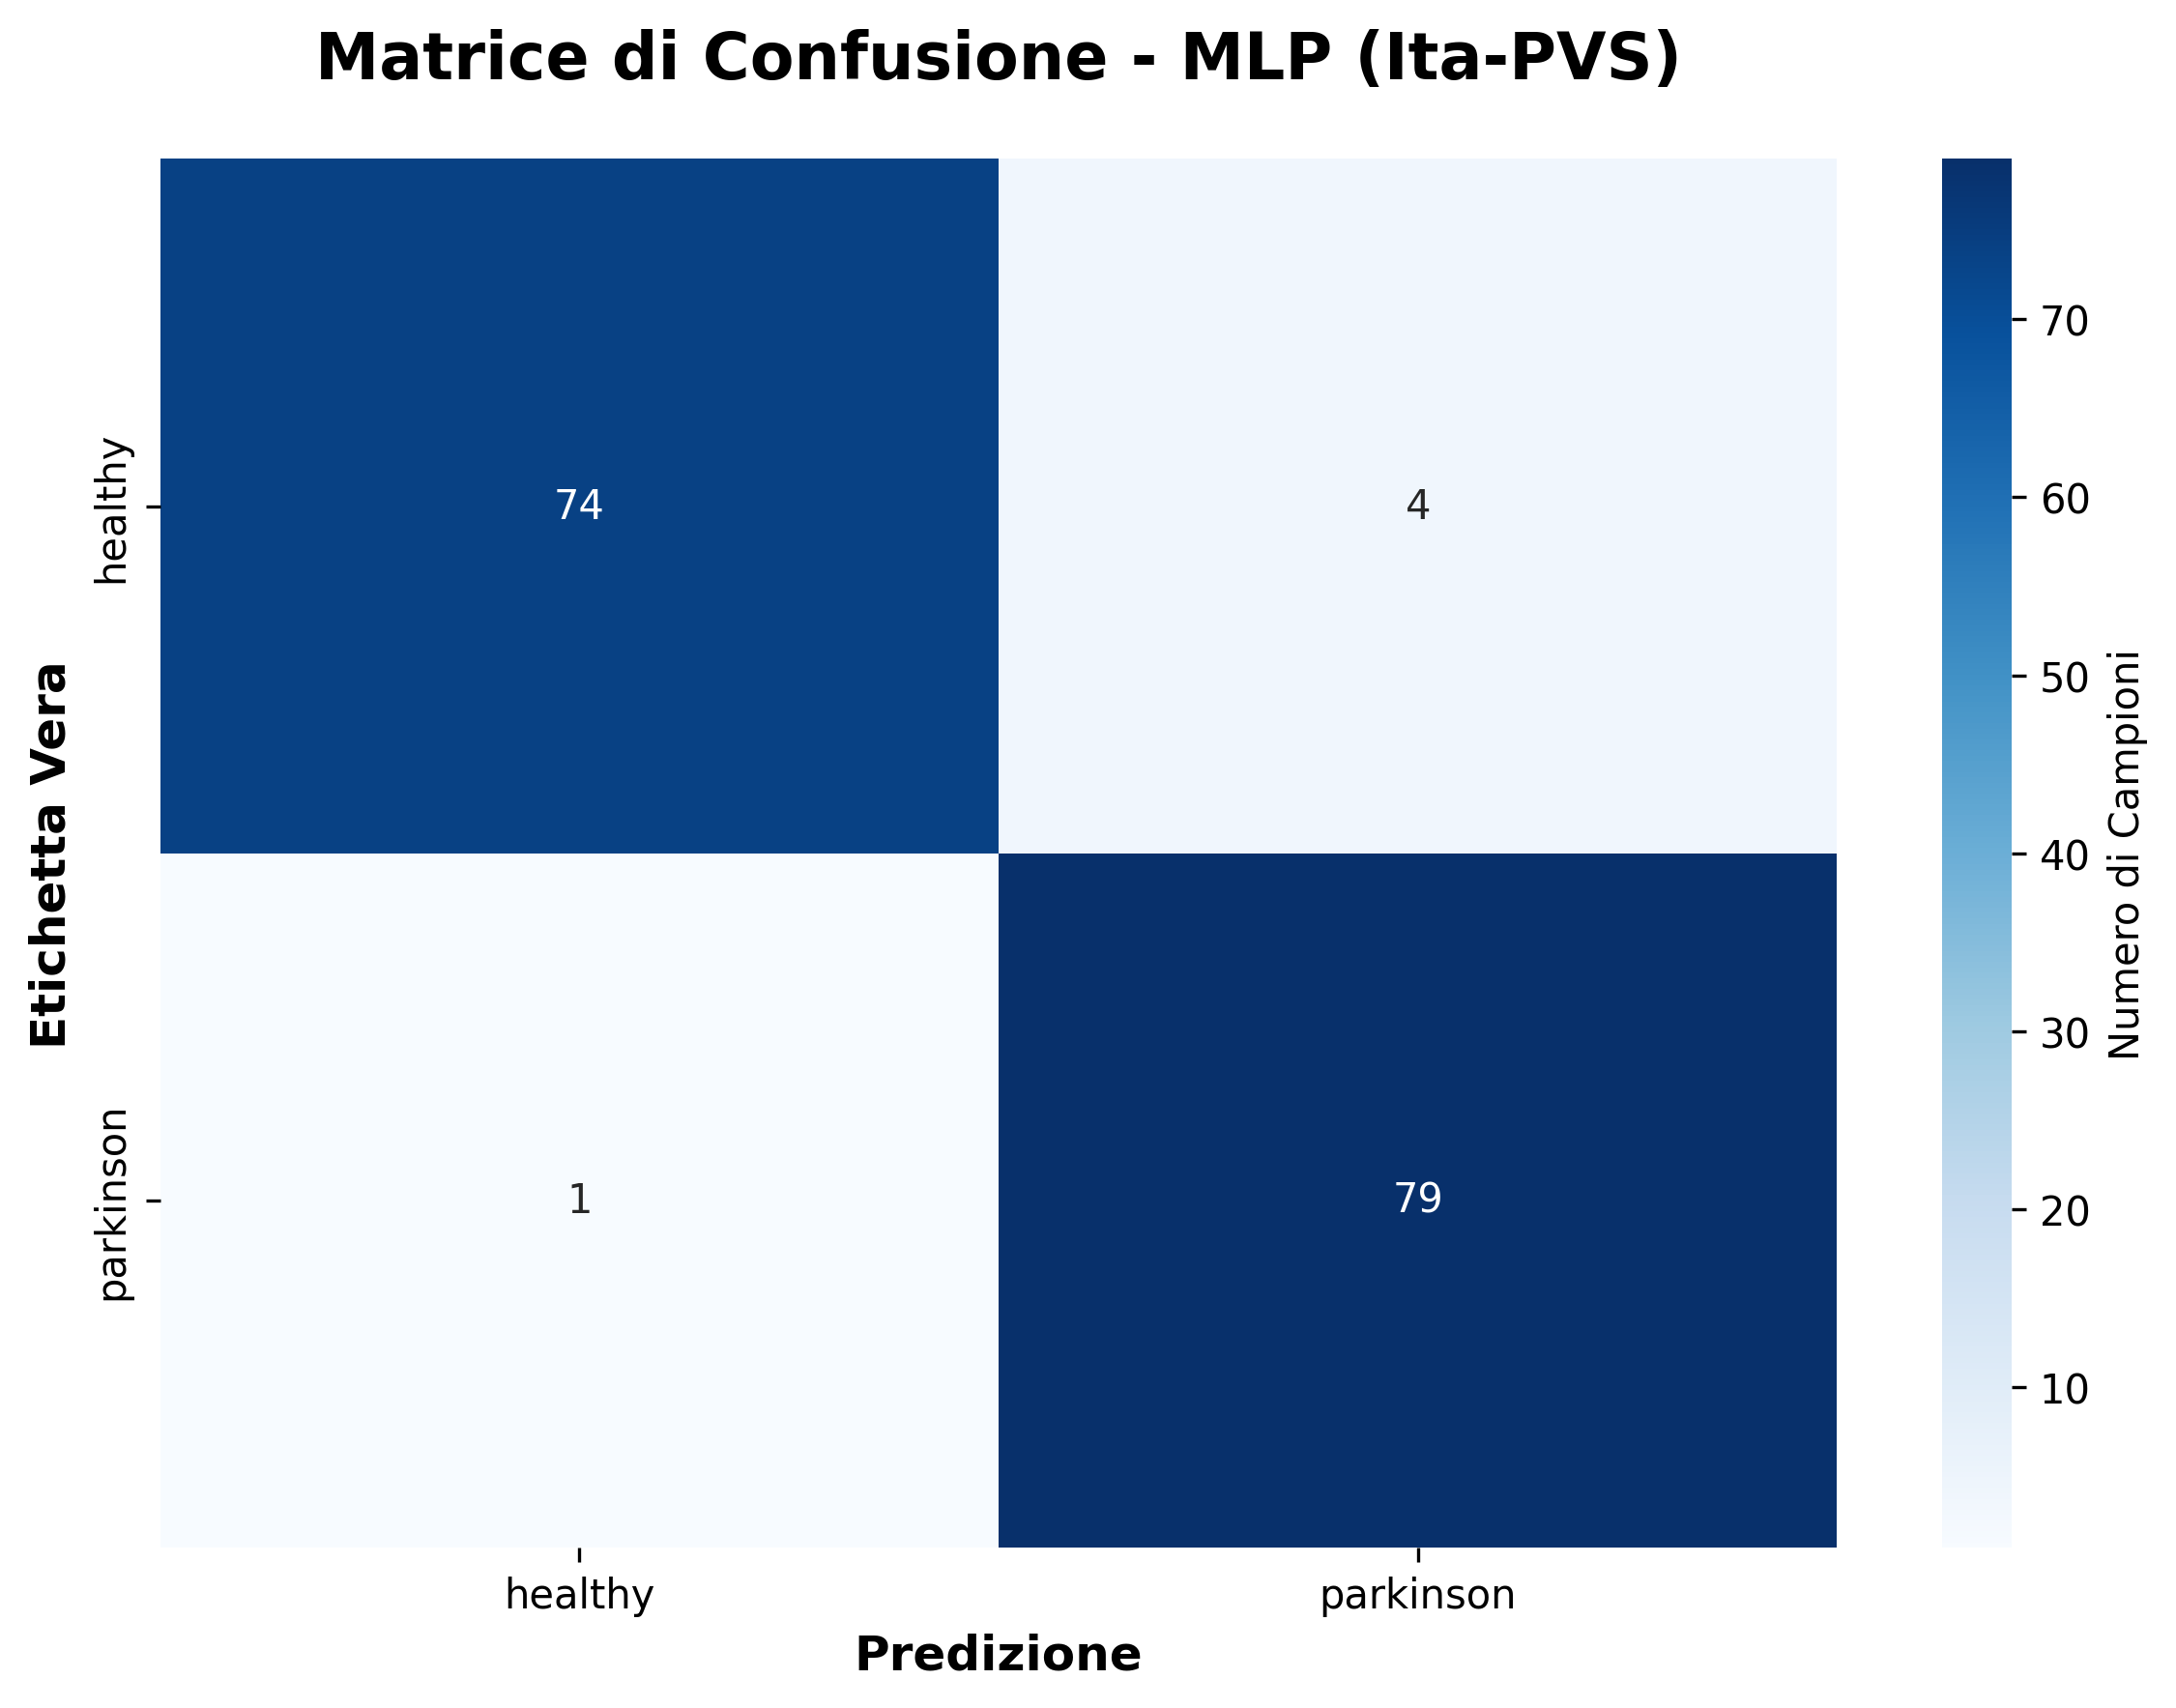 Matrice di Confusione - MLP (Ita-PVS)
Etichetta Vera
healthy
parkinson
74
4
1
79
healthy
parkinson
Predizione
70
60
50
40
30
20
10
Numero di Campioni